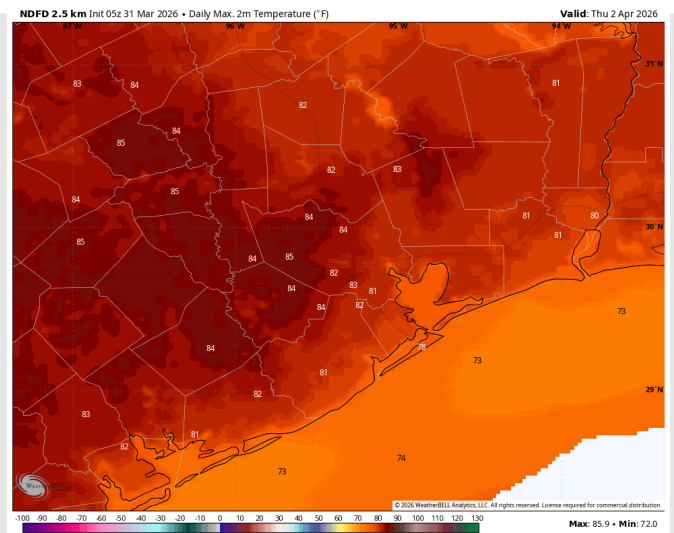 NDFD 2.5 km Init 05z 31 Mar 2026 • Daily Max. 2m Temperature (°F)
Valid: Thu 2 Apr 2026
97°W 96°W 95°W 94°W
31°N
83 84 82 81
85 84
82 83
85
84 84 81 80
84 30°N
85 81
84 85
82
84 83 81
84 82
73
78
84 73
81
82 29°N
83
81
82
74
73
© 2026 WeatherBELL Analytics, LLC. All rights reserved. License required for commercial distribution.
-100 -90 -80 -70 -60 -50 -40 -30 -20 -10 0 10 20 30 40 50 60 70 80 90 100 110 120 130
Max: 85.9 • Min: 72.0